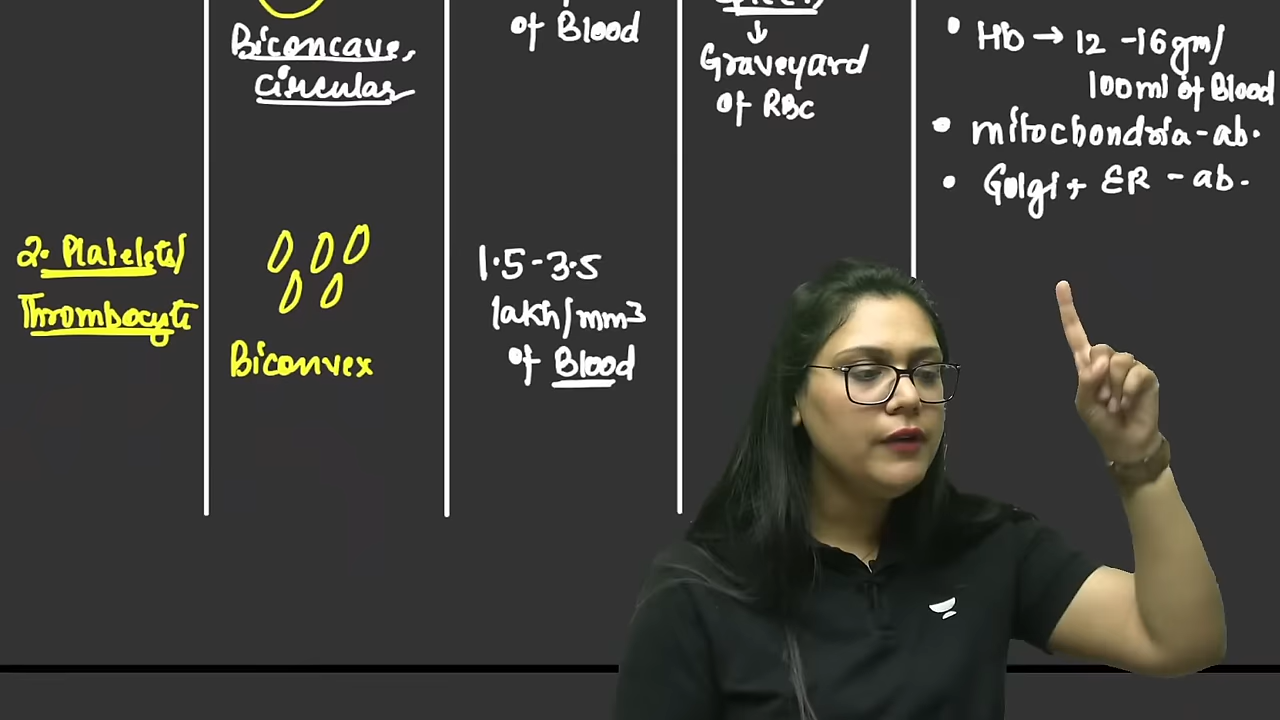 Biconcave,
circular
of Blood
↓
Graveyard
of RBC
• Hb → 12 -16 gm/
100ml of Blood
• mitochondria - ab.
• Golgi + ER - ab.
2. Platelets/
Thrombocyte
Biconvex
1.5 - 3.5
lakh/mm3
of Blood